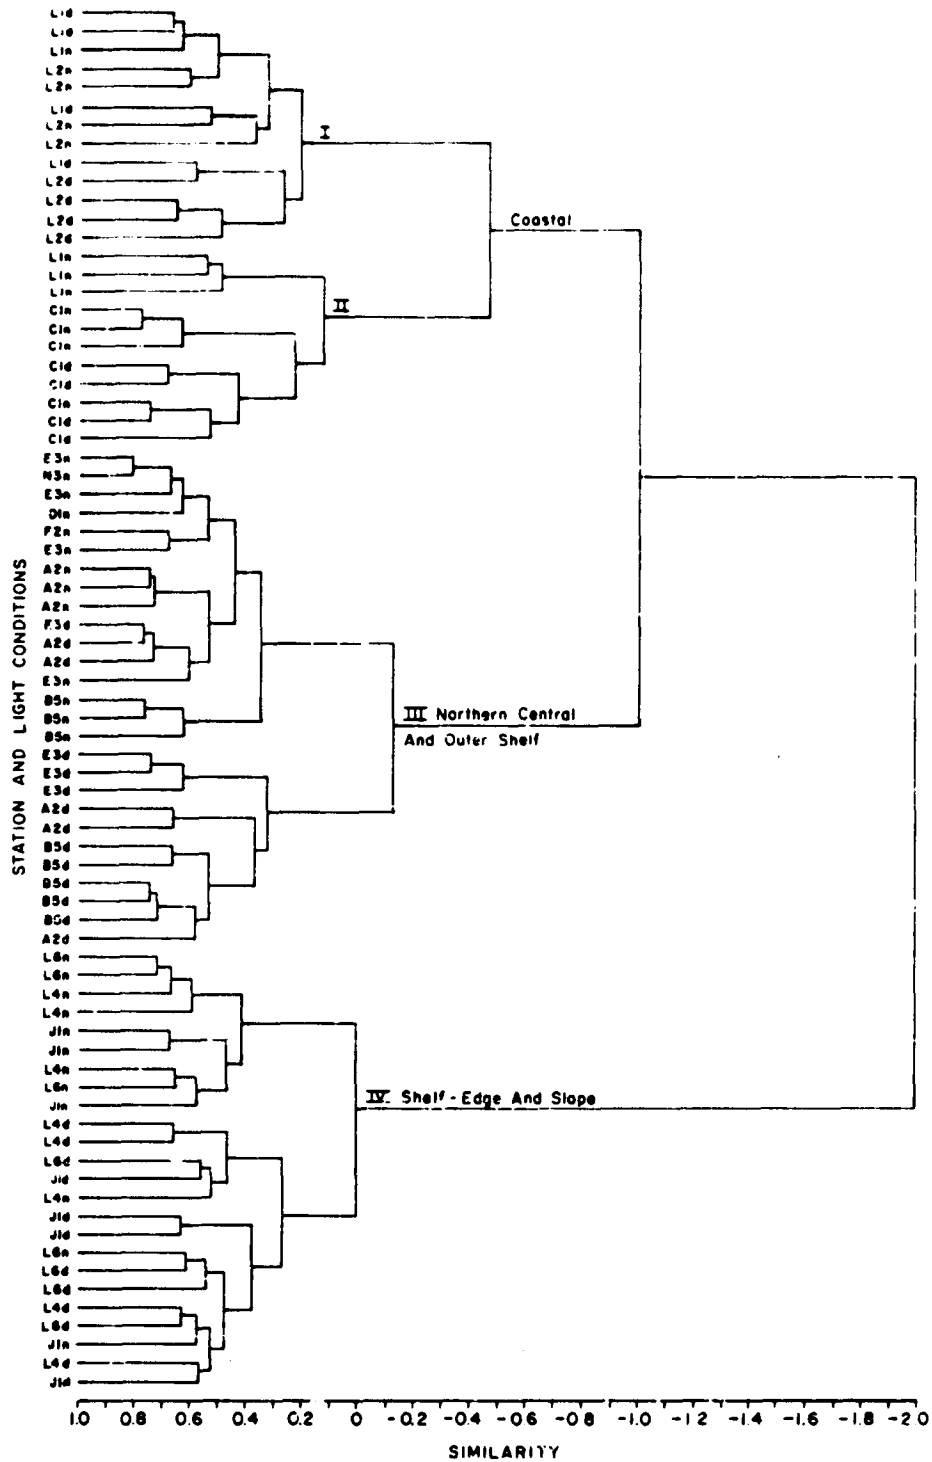 L1d
L1d
L1n
L2n
L2n
L1d
L2n
L2n
I
L1d
L2d
L2d
L2d
L2d
Coastal
L1n
L1n
L1n
II
C1n
C1n
C1n
C1d
C1d
C1n
C1d
C1d
E3n
N3n
E3n
D1n
F2n
E3n
A2n
A2n
A2n
F3d
A2d
A2d
E3n
B5n
B5n
B5n
III Northern Central
And Outer Shelf
E3d
E3d
E3d
A2d
A2d
B5d
B5d
B5d
B5d
B5d
A2d
L6n
L6n
L4n
L4n
J1n
J1n
L4n
L6n
J1n
IV. Shelf-Edge And Slope
L4d
L4d
L6d
J1d
L4n
J1d
J1d
L6n
L6d
L6d
L4d
L6d
J1n
L4d
J1d
STATION AND LIGHT CONDITIONS
1.0 0.8 0.6 0.4 0.2 0 -0.2 -0.4 -0.6 -0.8 -1.0 -1.2 -1.4 -1.6 -1.8 -2.0
SIMILARITY